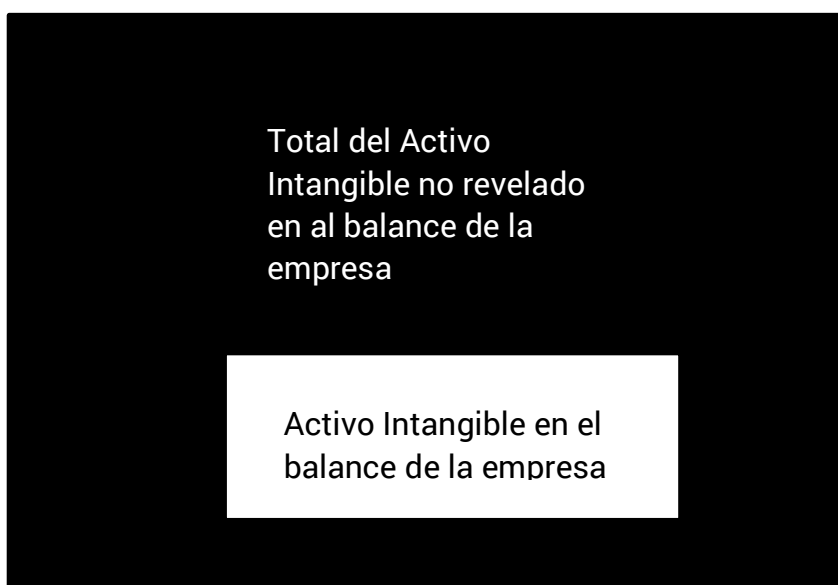 Total del Activo
Intangible no revelado
en al balance de la
empresa
Activo Intangible en el
balance de la empresa